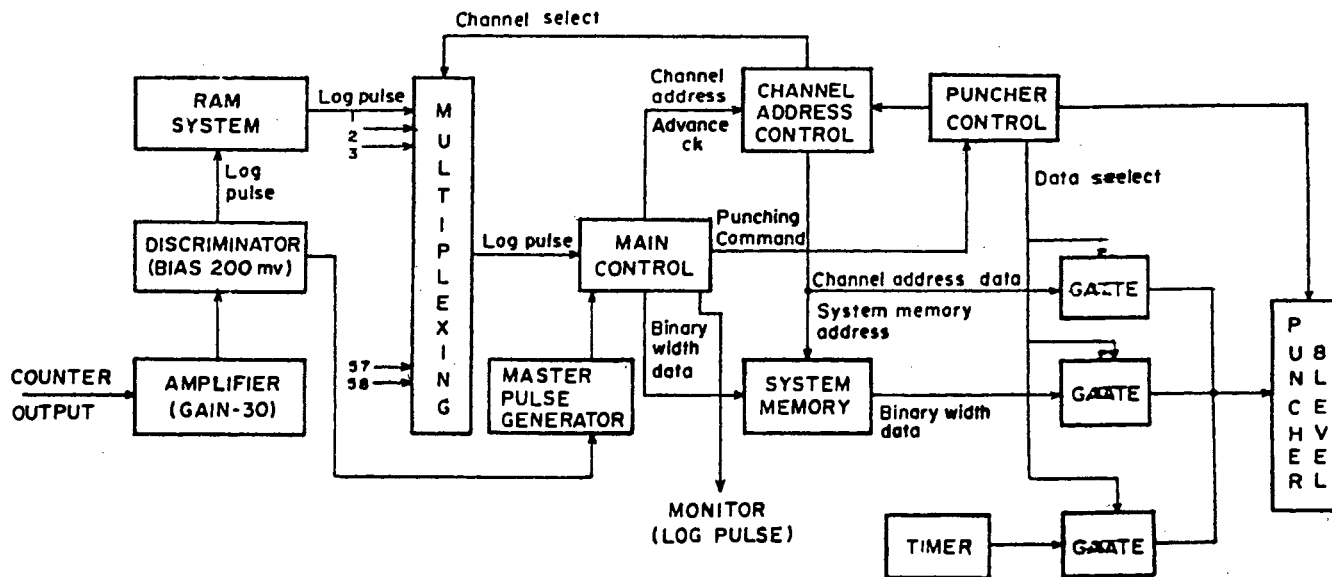 Channel select
RAM
SYSTEM
Log pulse
1
2
3
MULTIPLEXING
Channel
address
Advance
ck
CHANNEL
ADDRESS
CONTROL
PUNCHER
CONTROL
Log
pulse
Data seelect
DISCRIMINATOR
(BIAS 200 mv)
Log pulse
MAIN
CONTROL
Punching
Command
Channel address data
GATE
System memory
address
Binary
width
data
57
58
COUNTER
OUTPUT
AMPLIFIER
(GAIN-30)
MASTER
PULSE
GENERATOR
SYSTEM
MEMORY
Binary width
data
GATE
PUNCHER
8 LEVEL
MONITOR
(LOG PULSE)
TIMER
GATE